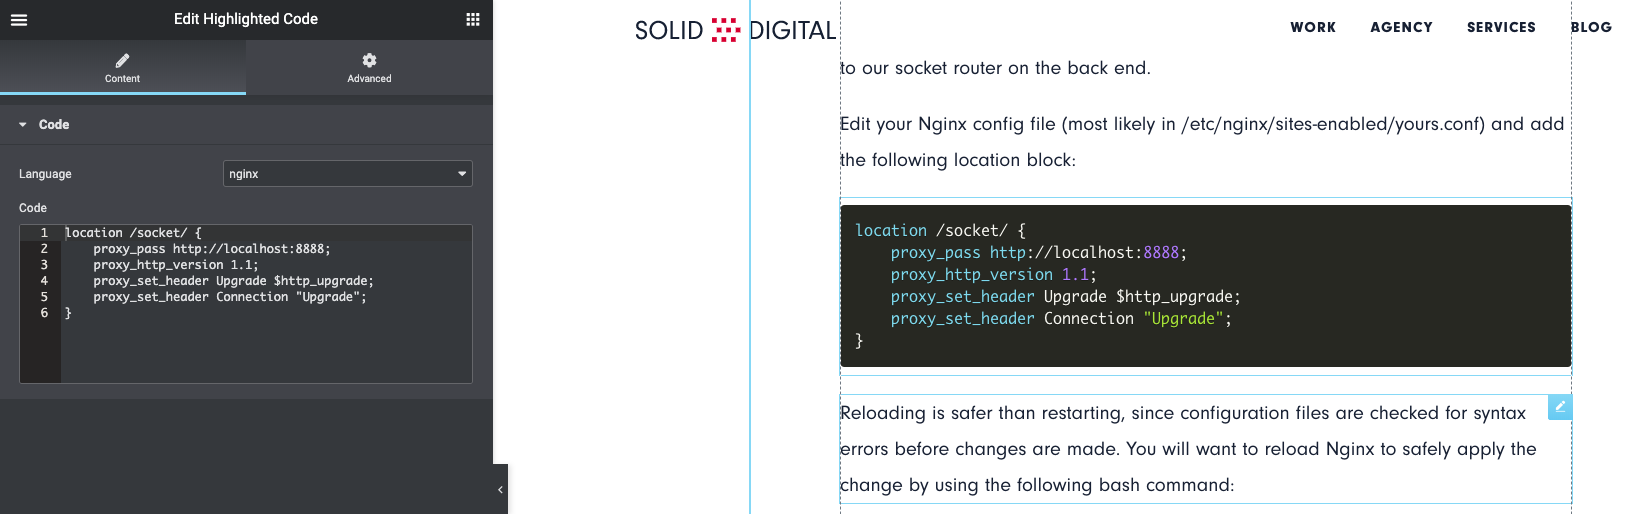 Edit Highlighted Code
Content
Advanced
Code
Language
nginx
Code
1 location /socket/ {
2     proxy_pass http://localhost:8888;
3     proxy_http_version 1.1;
4     proxy_set_header Upgrade $http_upgrade;
5     proxy_set_header Connection "Upgrade";
6 }
SOLID DIGITAL
WORK AGENCY SERVICES BLOG
to our socket router on the back end.
Edit your Nginx config file (most likely in /etc/nginx/sites-enabled/yours.conf) and add
the following location block:
location /socket/ {
    proxy_pass http://localhost:8888;
    proxy_http_version 1.1;
    proxy_set_header Upgrade $http_upgrade;
    proxy_set_header Connection "Upgrade";
}
Reloading is safer than restarting, since configuration files are checked for syntax
errors before changes are made. You will want to reload Nginx to safely apply the
change by using the following bash command: